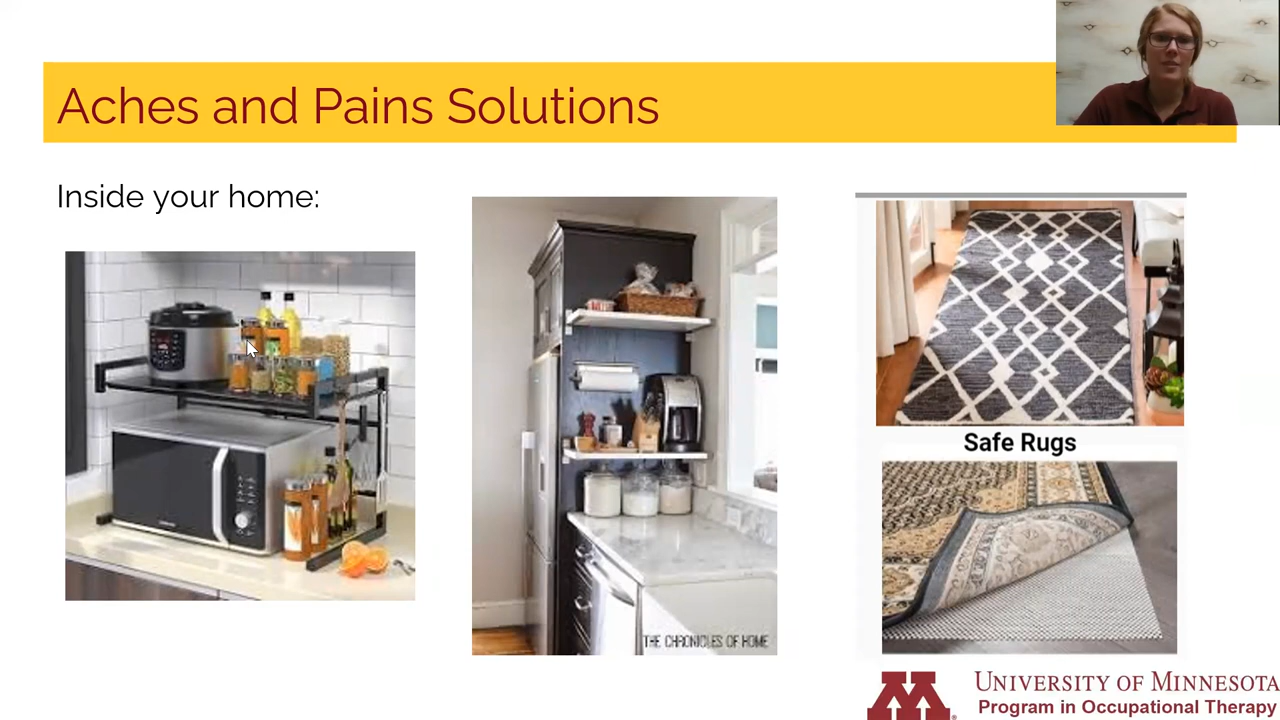 Aches and Pains Solutions
Inside your home:
Safe Rugs
THE CHRONICLES OF HOME
M
UNIVERSITY OF MINNESOTA
Program in Occupational Therapy